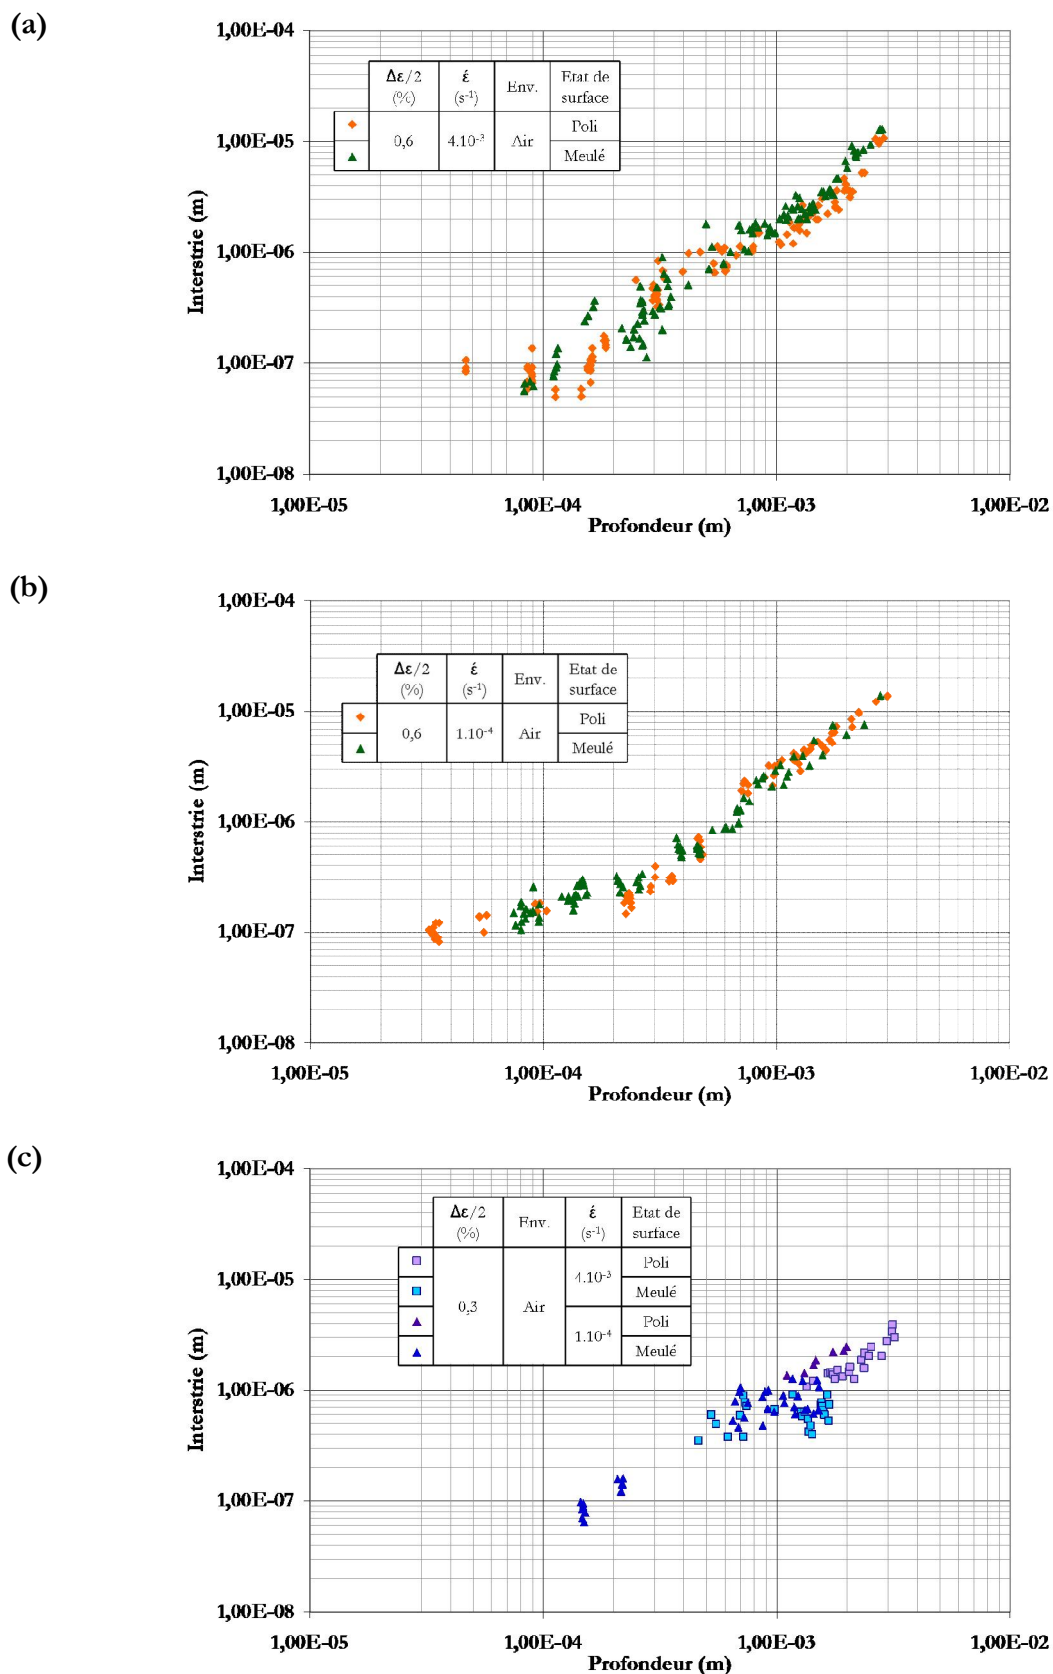 (a)
1,00E-04
1,00E-05
1,00E-06
1,00E-07
1,00E-08
Interstrie (m)
Δε/2 (%)
έ (s⁻¹)
Env.
Etat de surface
0,6
4.10⁻³
Air
Poli
Meulé
1,00E-05
1,00E-04
1,00E-03
1,00E-02
Profondeur (m)
(b)
1,00E-04
1,00E-05
1,00E-06
1,00E-07
1,00E-08
Interstrie (m)
Δε/2 (%)
έ (s⁻¹)
Env.
Etat de surface
0,6
1.10⁻⁴
Air
Poli
Meulé
1,00E-05
1,00E-04
1,00E-03
1,00E-02
Profondeur (m)
(c)
1,00E-04
1,00E-05
1,00E-06
1,00E-07
1,00E-08
Interstrie (m)
Δε/2 (%)
Env.
έ (s⁻¹)
Etat de surface
0,3
Air
4.10⁻³
Poli
Meulé
1.10⁻⁴
Poli
Meulé
1,00E-05
1,00E-04
1,00E-03
1,00E-02
Profondeur (m)